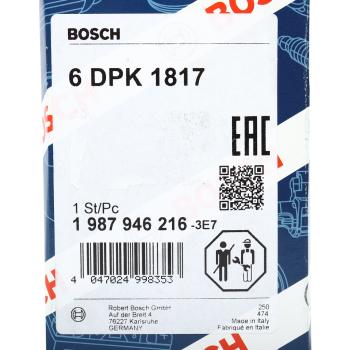 BOSCH
6 DPK 1817
EAC
1 St/Pc
1 987 946 216 -3E7
4 047024 998353
Robert Bosch GmbH
Auf der Breit 4
76227 Karlsruhe
GERMANY
250
474
Made in Italy
Fabriqué en Italie